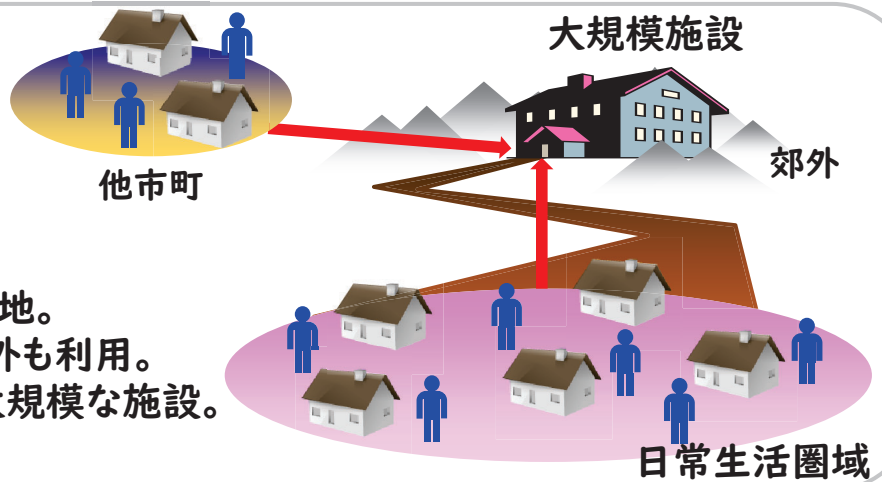 大規模施設
郊外
他市町
地。
外も利用。
大規模な施設。
日常生活圏域